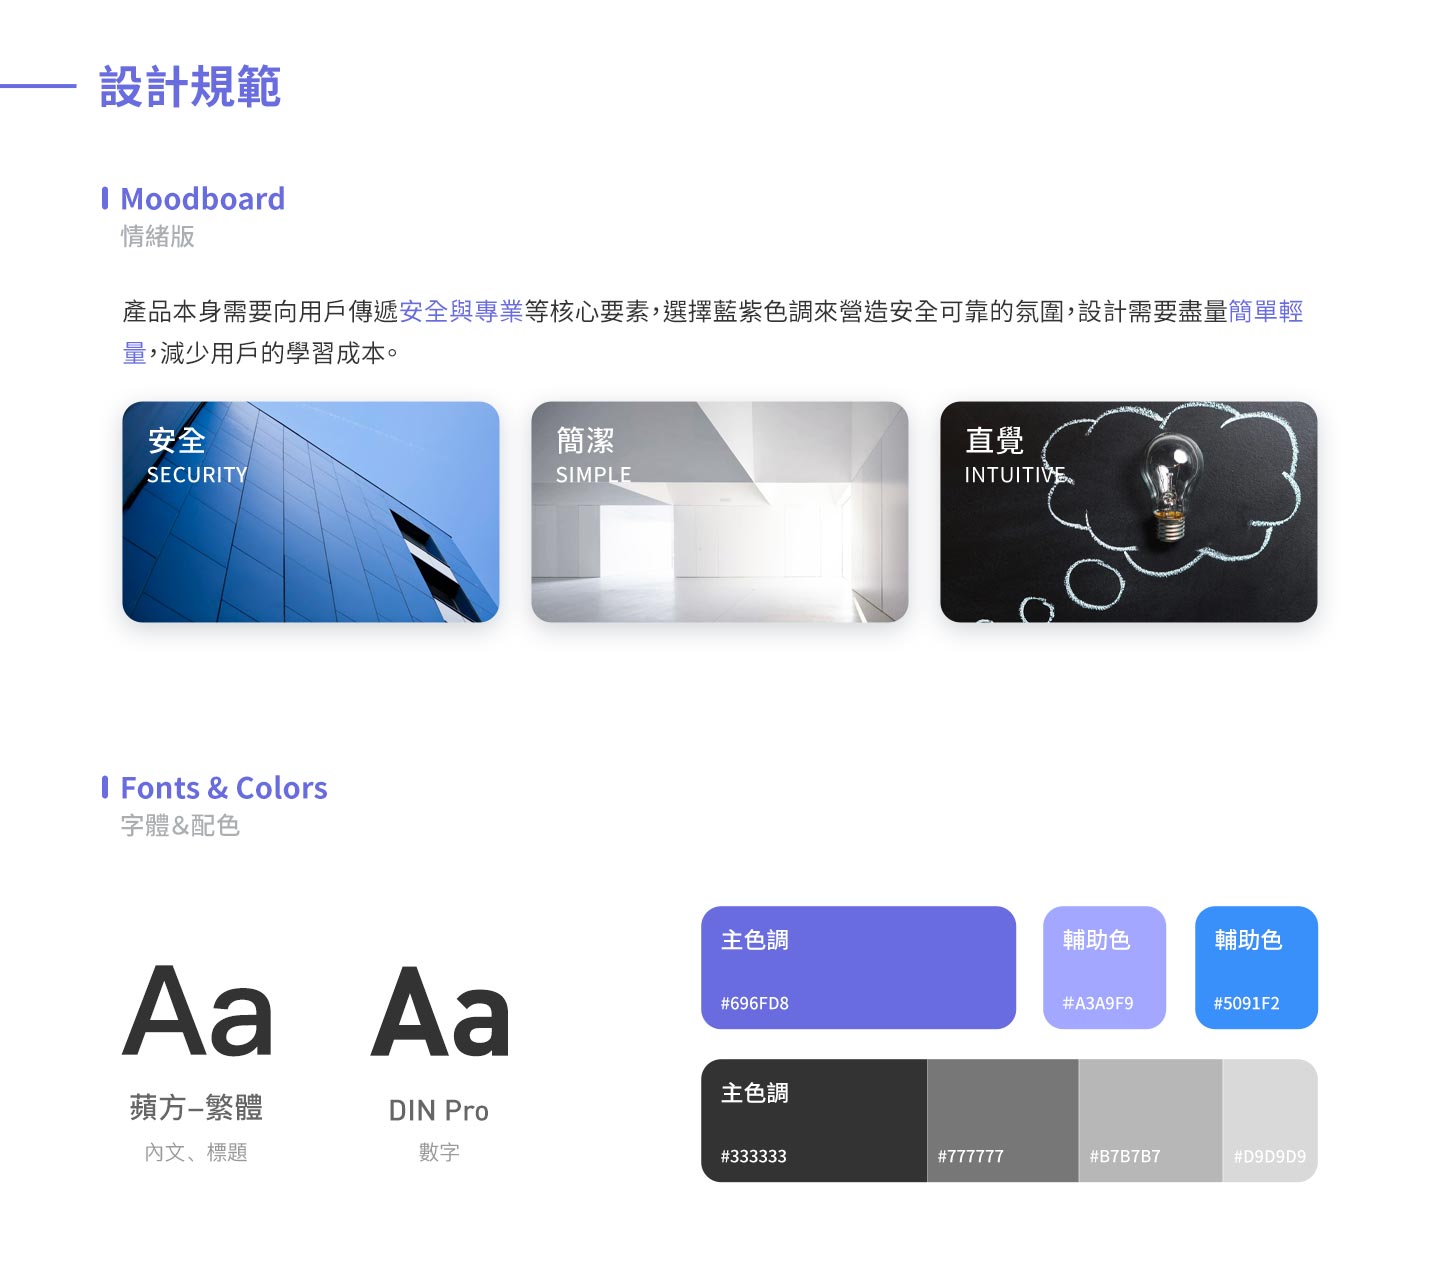 設計規範
Moodboard
情緒版
產品本身需要向用戶傳遞安全與專業等核心要素，選擇藍紫色調來營造安全可靠的氛圍，設計需要盡量簡單輕
量，減少用戶的學習成本。
安全
SECURITY
簡潔
SIMPLE
直覺
INTUITIVE
Fonts & Colors
字體&配色
Aa
蘋方–繁體
內文、標題
Aa
DIN Pro
數字
主色調
#696FD8
輔助色
#A3A9F9
輔助色
#5091F2
主色調
#333333
#777777
#B7B7B7
#D9D9D9